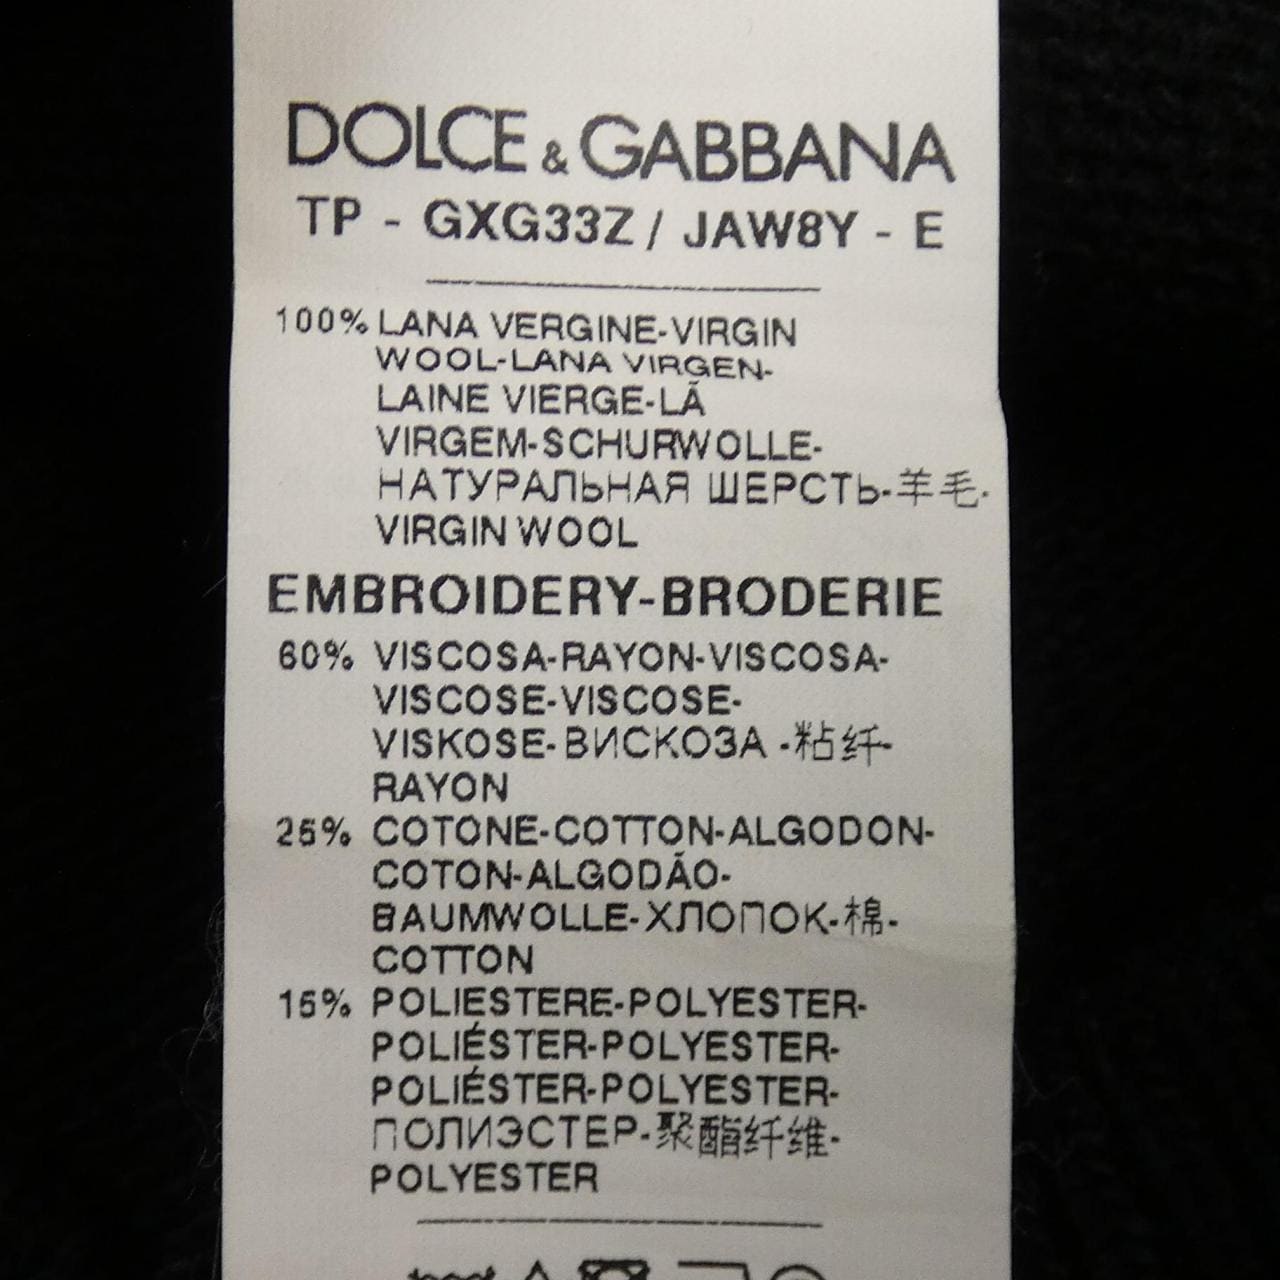 DOLCE & GABBANA
TP - GXG33Z / JAW8Y - E
100% LANA VERGINE-VIRGIN
WOOL-LANA VIRGEN-
LAINE VIERGE-LÃ
VIRGEM-SCHURWOLLE-
НАТУРАЛЬНАЯ ШЕРСТЬ-羊毛-
VIRGIN WOOL
EMBROIDERY-BRODERIE
60% VISCOSA-RAYON-VISCOSA-
VISCOSE-VISCOSE-
VISKOSE-ВИСКОЗА -粘纤-
RAYON
25% COTONE-COTTON-ALGODON-
COTON-ALGODÃO-
BAUMWOLLE-ХЛОПОК-棉-
COTTON
15% POLIESTERE-POLYESTER-
POLIÉSTER-POLYESTER-
POLIÉSTER-POLYESTER-
ПОЛИЭСТЕР-聚酯纤维-
POLYESTER